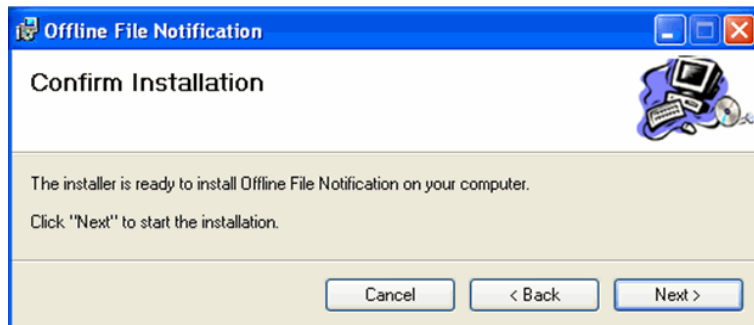 Offline File Notification
Confirm Installation
The installer is ready to install Offline File Notification on your computer.
Click "Next" to start the installation.
Cancel
< Back
Next >